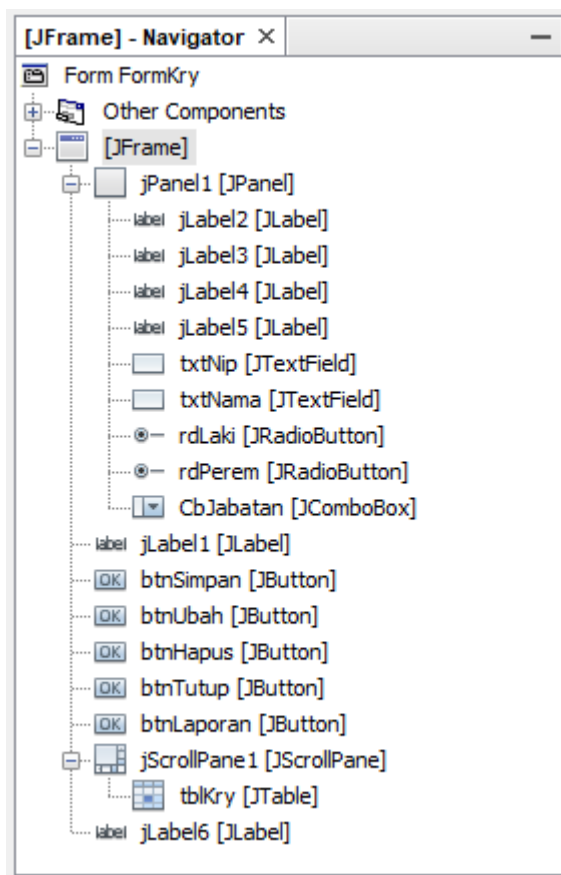 [JFrame] - Navigator
Form FormKry
Other Components
[JFrame]
jPanel1 [JPanel]
label jLabel2 [JLabel]
label jLabel3 [JLabel]
label jLabel4 [JLabel]
label jLabel5 [JLabel]
txtNip [JTextField]
txtNama [JTextField]
rdLaki [JRadioButton]
rdPerem [JRadioButton]
CbJabatan [JComboBox]
label jLabel1 [JLabel]
OK btnSimpan [JButton]
OK btnUbah [JButton]
OK btnHapus [JButton]
OK btnTutup [JButton]
OK btnLaporan [JButton]
jScrollPane1 [JScrollPane]
tblKry [JTable]
label jLabel6 [JLabel]